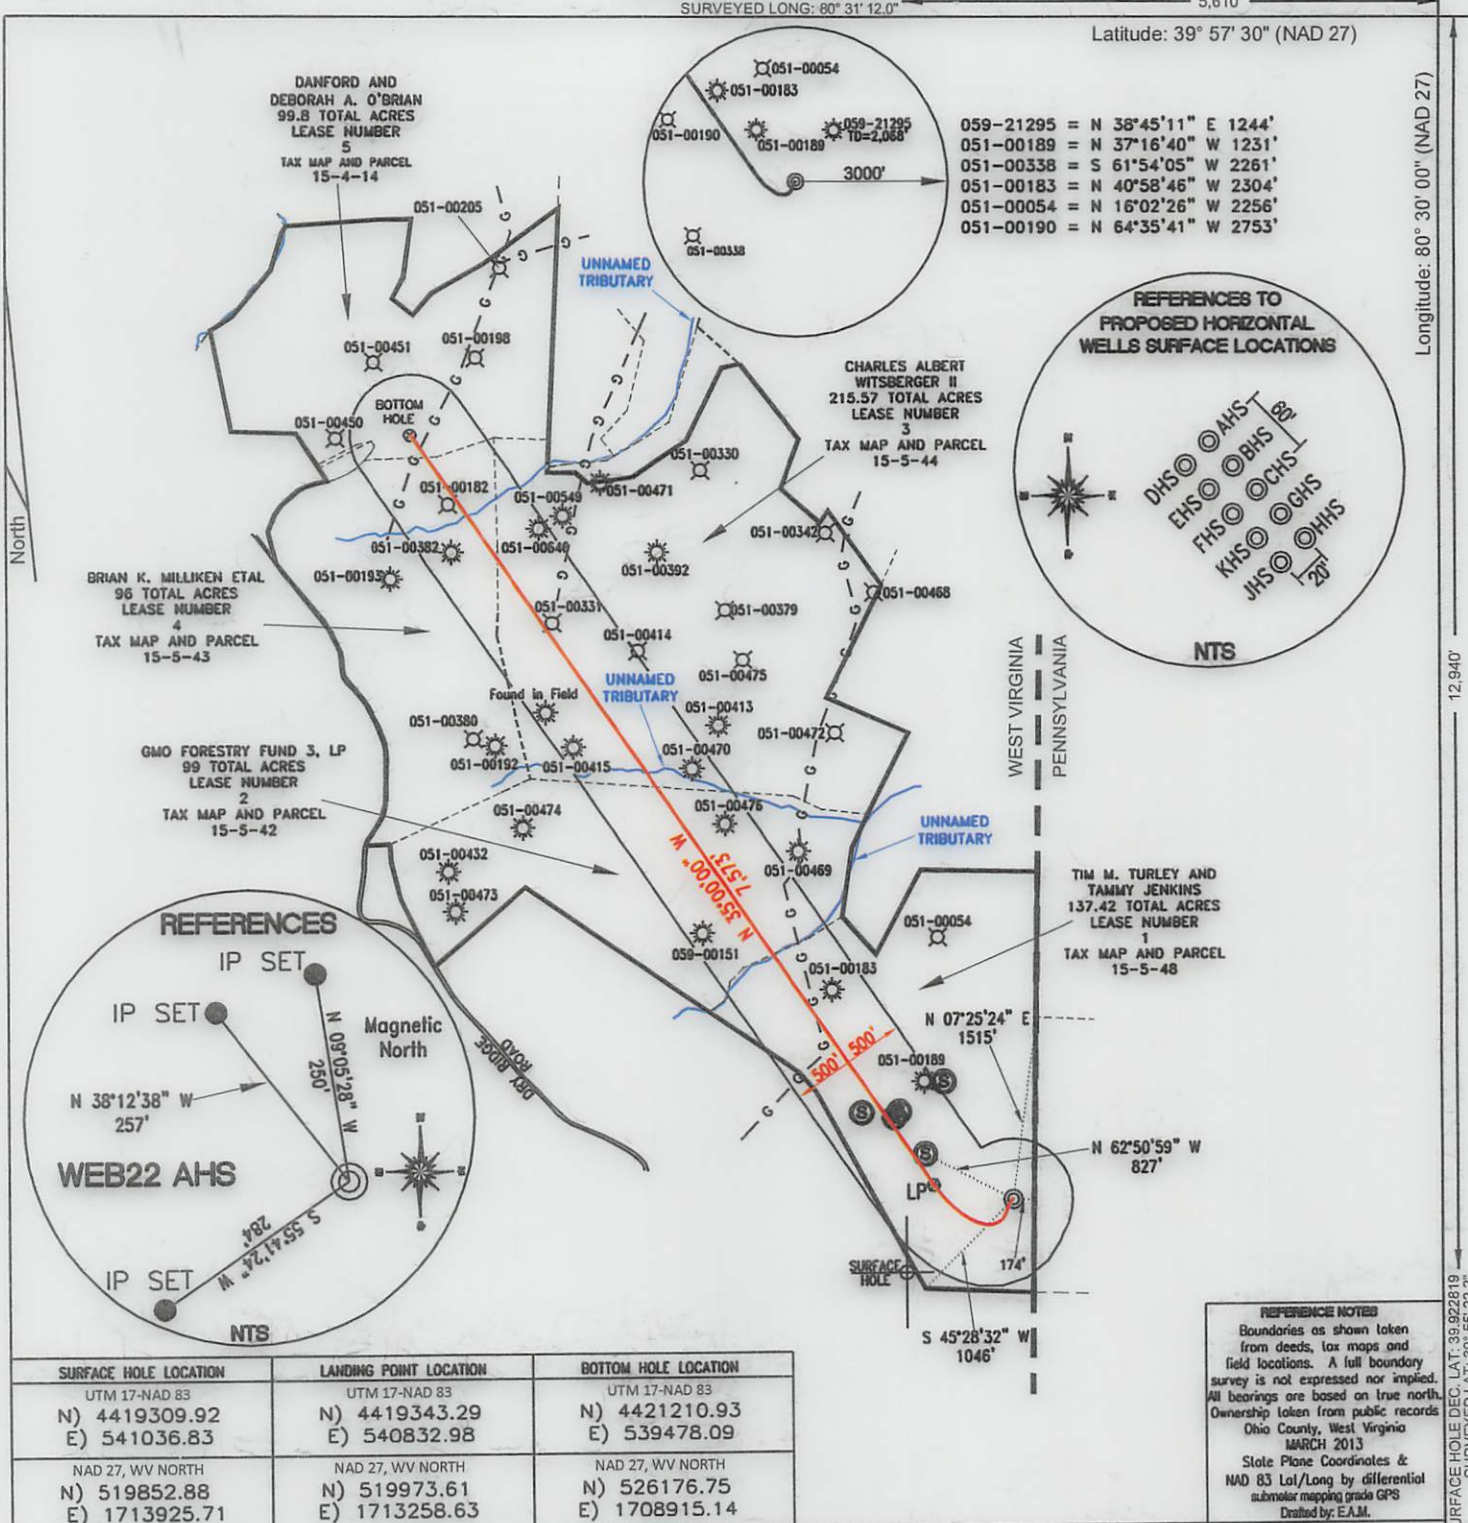 SURVEYED LONG: 80° 31' 12.0"
5,610
Latitude: 39° 57' 30" (NAD 27)
Longitude: 80° 30' 00" (NAD 27)
12,940'
DANFORD AND
DEBORAH A. O'BRIAN
99.8 TOTAL ACRES
LEASE NUMBER
5
TAX MAP AND PARCEL
15-4-14
051-00054
051-00183
051-00190
051-00189
059-21295
TD=2,068'
3000'
051-00338
059-21295 = N 38°45'11" E 1244'
051-00189 = N 37°16'40" W 1231'
051-00338 = S 61°54'05" W 2261'
051-00183 = N 40°58'46" W 2304'
051-00054 = N 16°02'26" W 2256'
051-00190 = N 64°35'41" W 2753'
REFERENCES TO
PROPOSED HORIZONTAL
WELLS SURFACE LOCATIONS
AHS
60'
BHS
DHS
CHS
EHS
GHS
FHS
HHS
KHS
JHS
20'
NTS
North
051-00205
G
G
G
G
G
UNNAMED
TRIBUTARY
051-00198
051-00451
G
G
G
BOTTOM
HOLE
051-00450
CHARLES ALBERT
WITSBERGER II
215.57 TOTAL ACRES
LEASE NUMBER
3
TAX MAP AND PARCEL
15-5-44
051-00330
051-00182
051-00549
051-00471
051-00382
051-00640
051-00342
051-00193
051-00392
051-00468
051-00331
051-00379
051-00414
051-00475
BRIAN K. MILLIKEN ETAL
96 TOTAL ACRES
LEASE NUMBER
4
TAX MAP AND PARCEL
15-5-43
WEST VIRGINIA
PENNSYLVANIA
Found in Field
UNNAMED
TRIBUTARY
051-00380
051-00413
051-00472
051-00192
051-00415
051-00470
GMO FORESTRY FUND 3, LP
99 TOTAL ACRES
LEASE NUMBER
2
TAX MAP AND PARCEL
15-5-42
051-00474
051-00476
UNNAMED
TRIBUTARY
051-00432
051-00469
051-00473
N 35°00'00" W
7,573'
TIM M. TURLEY AND
TAMMY JENKINS
137.42 TOTAL ACRES
LEASE NUMBER
1
TAX MAP AND PARCEL
15-5-48
051-00054
059-00151
051-00183
DRY RIDGE
ROAD
N 07°25'24" E
1515'
500'
500'
051-00189
S
S
S
N 62°50'59" W
827'
LP
174'
SURFACE
HOLE
S 45°28'32" W
1046'
REFERENCES
IP SET
IP SET
Magnetic
North
N 09°05'28" W
250'
N 38°12'38" W
257'
WEB22 AHS
S 55°41'24" W
284'
IP SET
NTS
SURFACE HOLE LOCATION
UTM 17-NAD 83
N) 4419309.92
E) 541036.83
NAD 27, WV NORTH
N) 519852.88
E) 1713925.71
LANDING POINT LOCATION
UTM 17-NAD 83
N) 4419343.29
E) 540832.98
NAD 27, WV NORTH
N) 519973.61
E) 1713258.63
BOTTOM HOLE LOCATION
UTM 17-NAD 83
N) 4421210.93
E) 539478.09
NAD 27, WV NORTH
N) 526176.75
E) 1708915.14
REFERENCE NOTES
Boundaries as shown taken
from deeds, tax maps and
field locations. A full boundary
survey is not expressed nor implied.
All bearings are based on true north.
Ownership taken from public records
Ohio County, West Virginia
MARCH 2013
State Plane Coordinates &
NAD 83 Lat/Long by differential
submeter mapping grade GPS
Drafted by: E.A.M.
SURFACE HOLE DEC. LAT: 39.922819